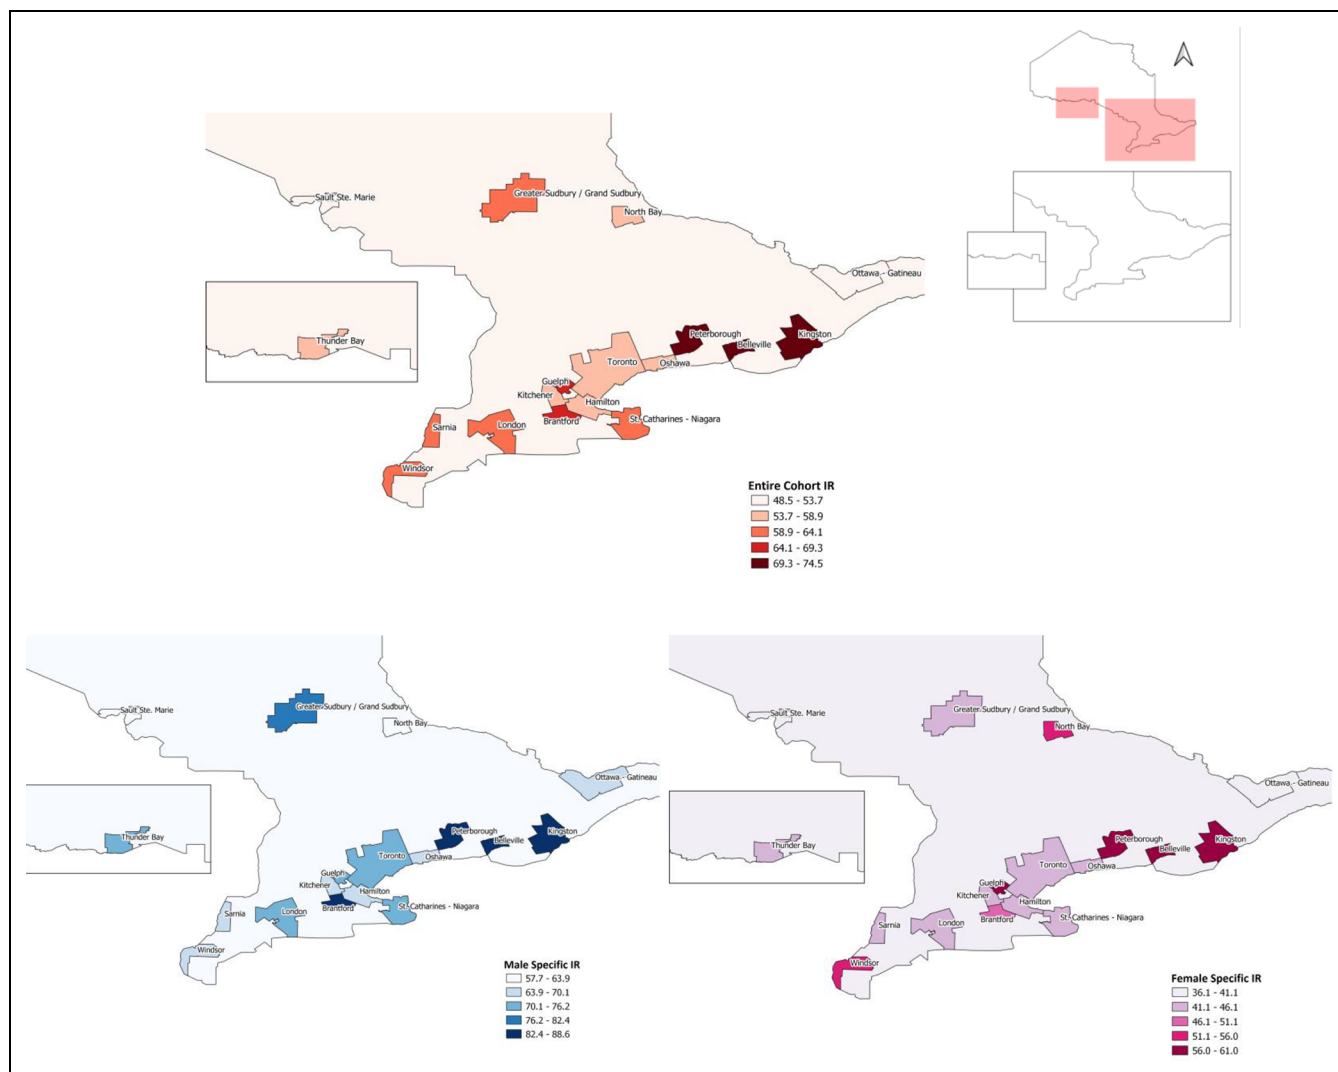 Sault Ste. Marie
Greater Sudbury / Grand Sudbury
North Bay
Ottawa - Gatineau
Thunder Bay
Peterborough
Kingston
Belleville
Toronto
Oshawa
Guelph
Kitchener
Hamilton
Brantford
St. Catharines - Niagara
London
Sarnia
Windsor
Entire Cohort IR
48.5 - 53.7
53.7 - 58.9
58.9 - 64.1
64.1 - 69.3
69.3 - 74.5
Sault Ste. Marie
Greater Sudbury / Grand Sudbury
North Bay
Ottawa - Gatineau
Thunder Bay
Peterborough
Kingston
Belleville
Toronto
Oshawa
Guelph
Kitchener
Hamilton
Brantford
St. Catharines - Niagara
London
Sarnia
Windsor
Male Specific IR
57.7 - 63.9
63.9 - 70.1
70.1 - 76.2
76.2 - 82.4
82.4 - 88.6
Sault Ste. Marie
Greater Sudbury / Grand Sudbury
North Bay
Ottawa - Gatineau
Thunder Bay
Peterborough
Kingston
Belleville
Toronto
Oshawa
Guelph
Kitchener
Hamilton
Brantford
St. Catharines - Niagara
London
Sarnia
Windsor
Female Specific IR
36.1 - 41.1
41.1 - 46.1
46.1 - 51.1
51.1 - 56.0
56.0 - 61.0